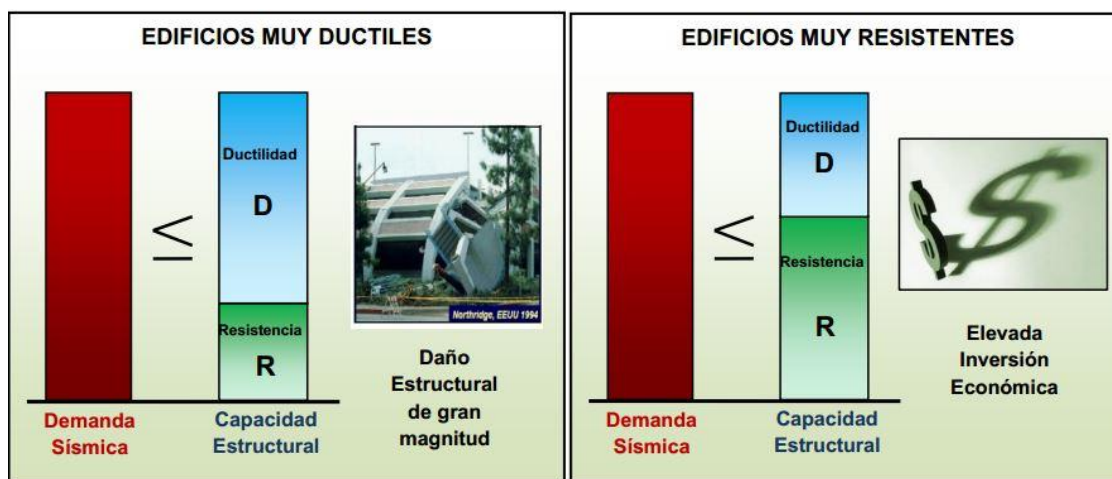 EDIFICIOS MUY DUCTILES
Ductilidad
D
≤
Resistencia
R
Northridge, EEUU 1994
Daño
Estructural
de gran
magnitud
Demanda
Sísmica
Capacidad
Estructural
EDIFICIOS MUY RESISTENTES
Ductilidad
D
≤
Resistencia
R
$
Elevada
Inversión
Económica
Demanda
Sísmica
Capacidad
Estructural